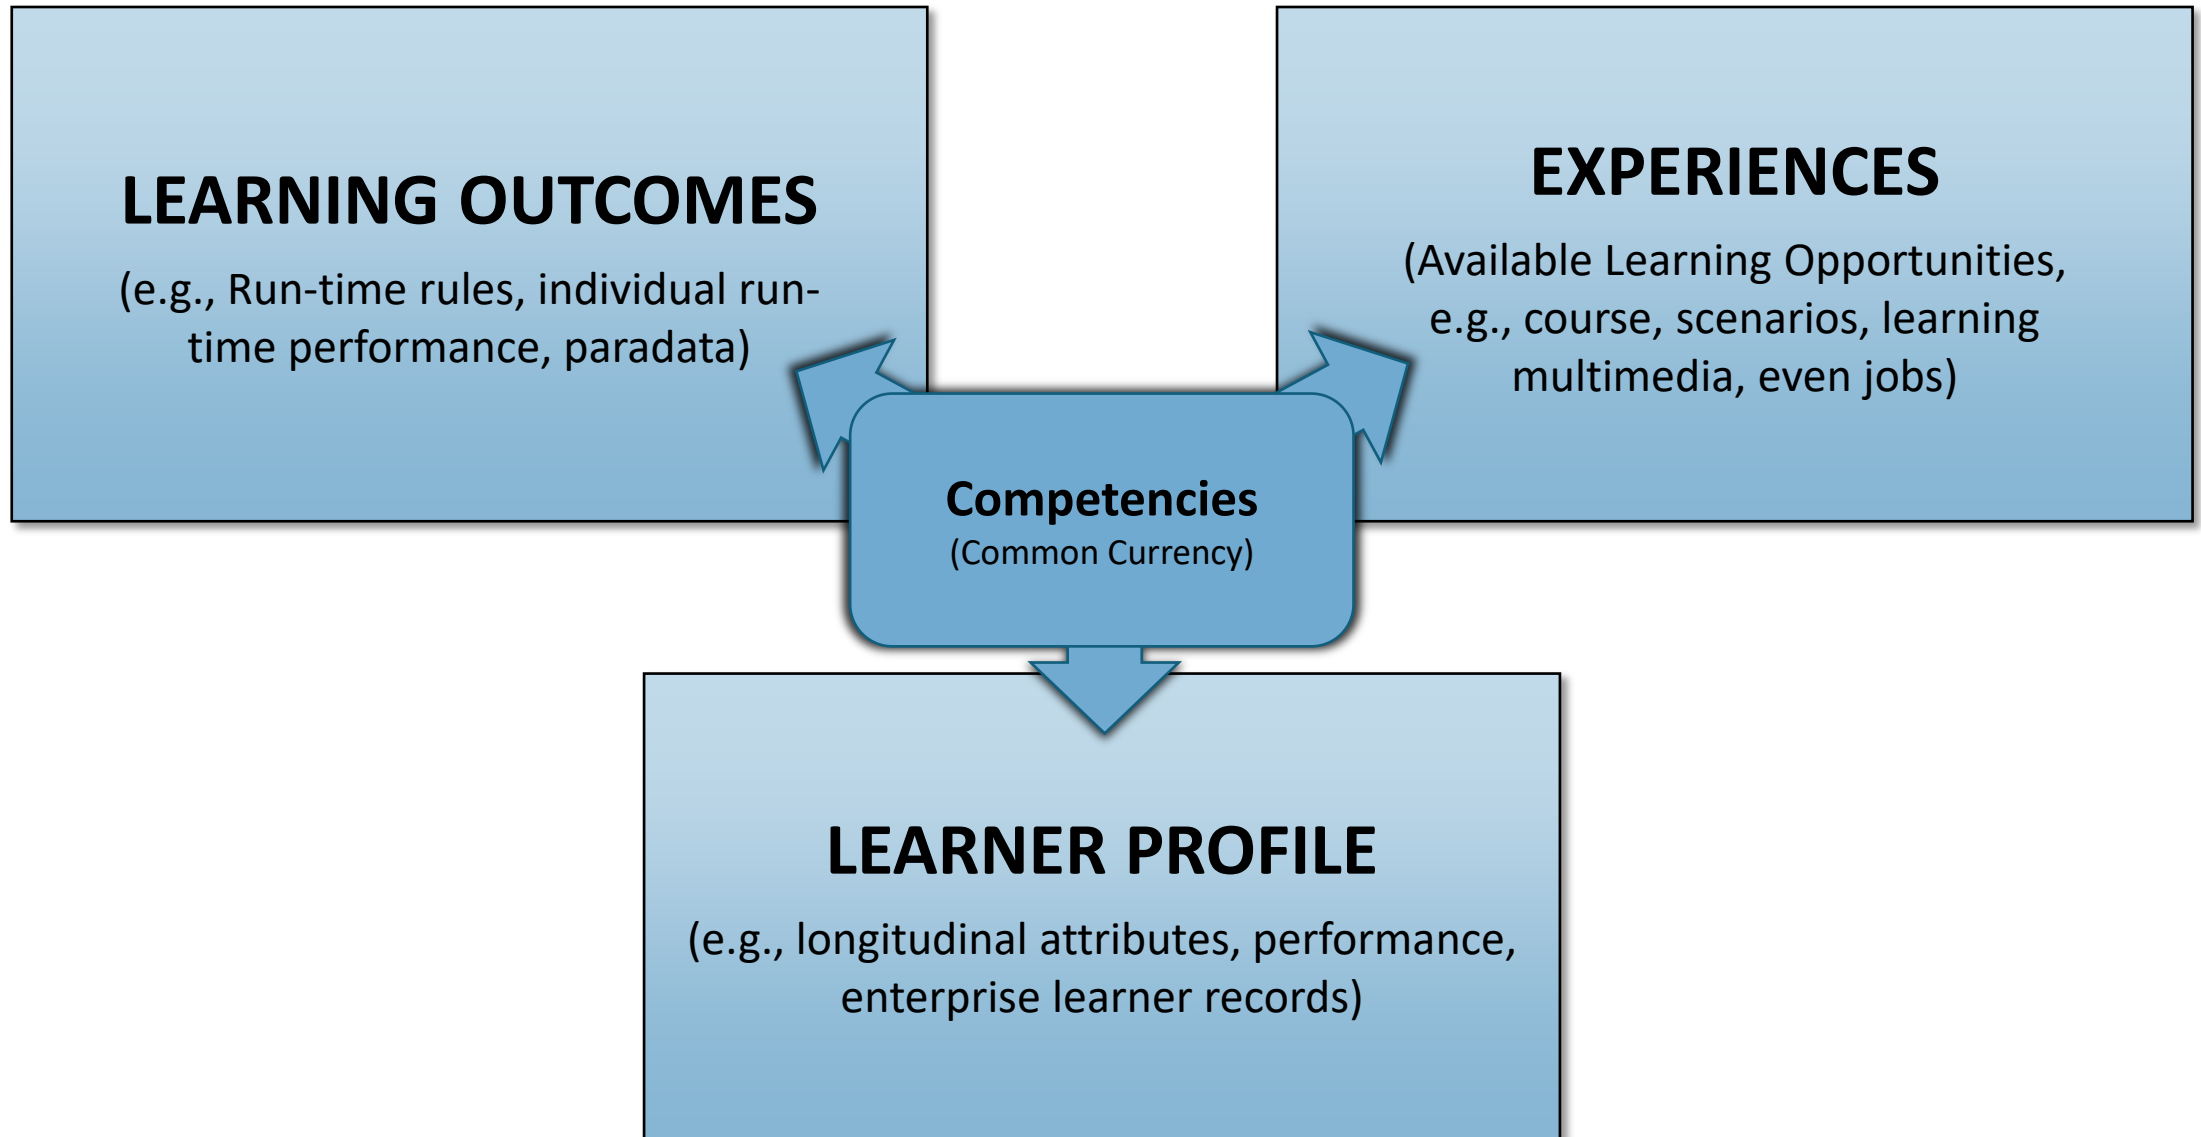 LEARNING OUTCOMES
(e.g., Run-time rules, individual run-
time performance, paradata)
EXPERIENCES
(Available Learning Opportunities,
e.g., course, scenarios, learning
multimedia, even jobs)
Competencies
(Common Currency)
LEARNER PROFILE
(e.g., longitudinal attributes, performance,
enterprise learner records)